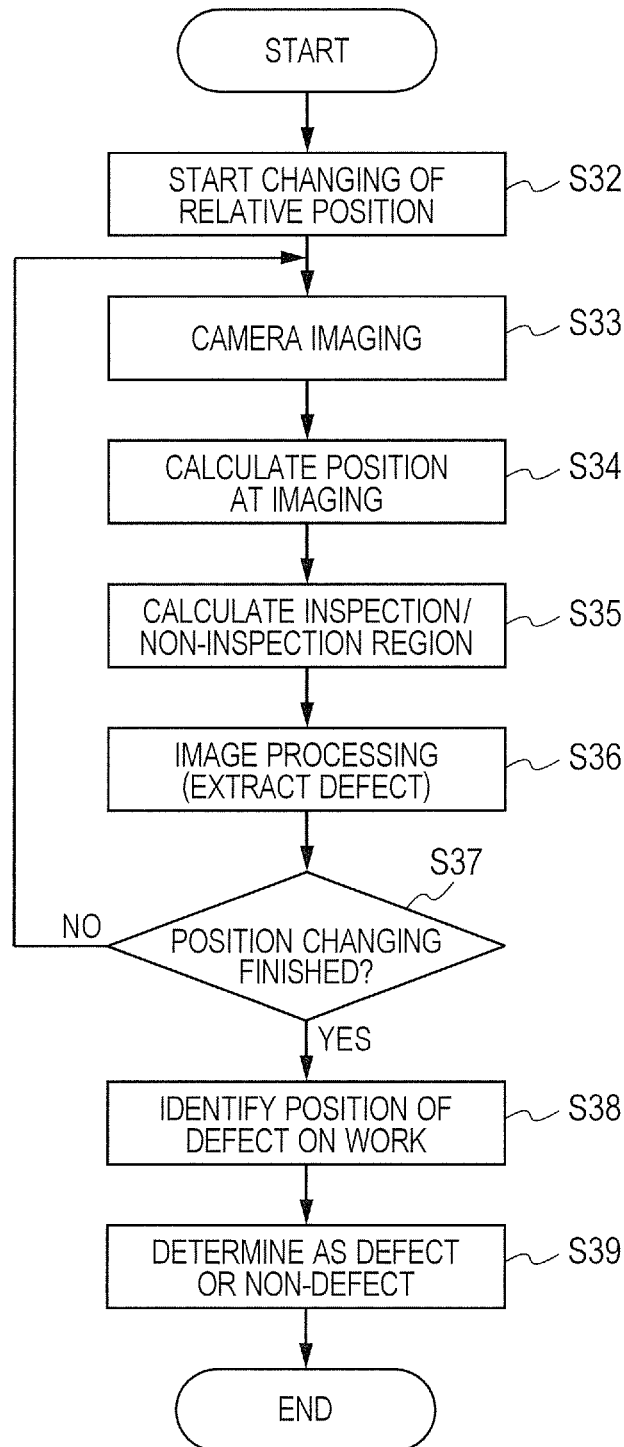 START
START CHANGING OF
RELATIVE POSITION
S32
CAMERA IMAGING
S33
CALCULATE POSITION
AT IMAGING
S34
CALCULATE INSPECTION/
NON-INSPECTION REGION
S35
IMAGE PROCESSING
(EXTRACT DEFECT)
S36
S37
NO
POSITION CHANGING
FINISHED?
YES
IDENTIFY POSITION OF
DEFECT ON WORK
S38
DETERMINE AS DEFECT
OR NON-DEFECT
S39
END